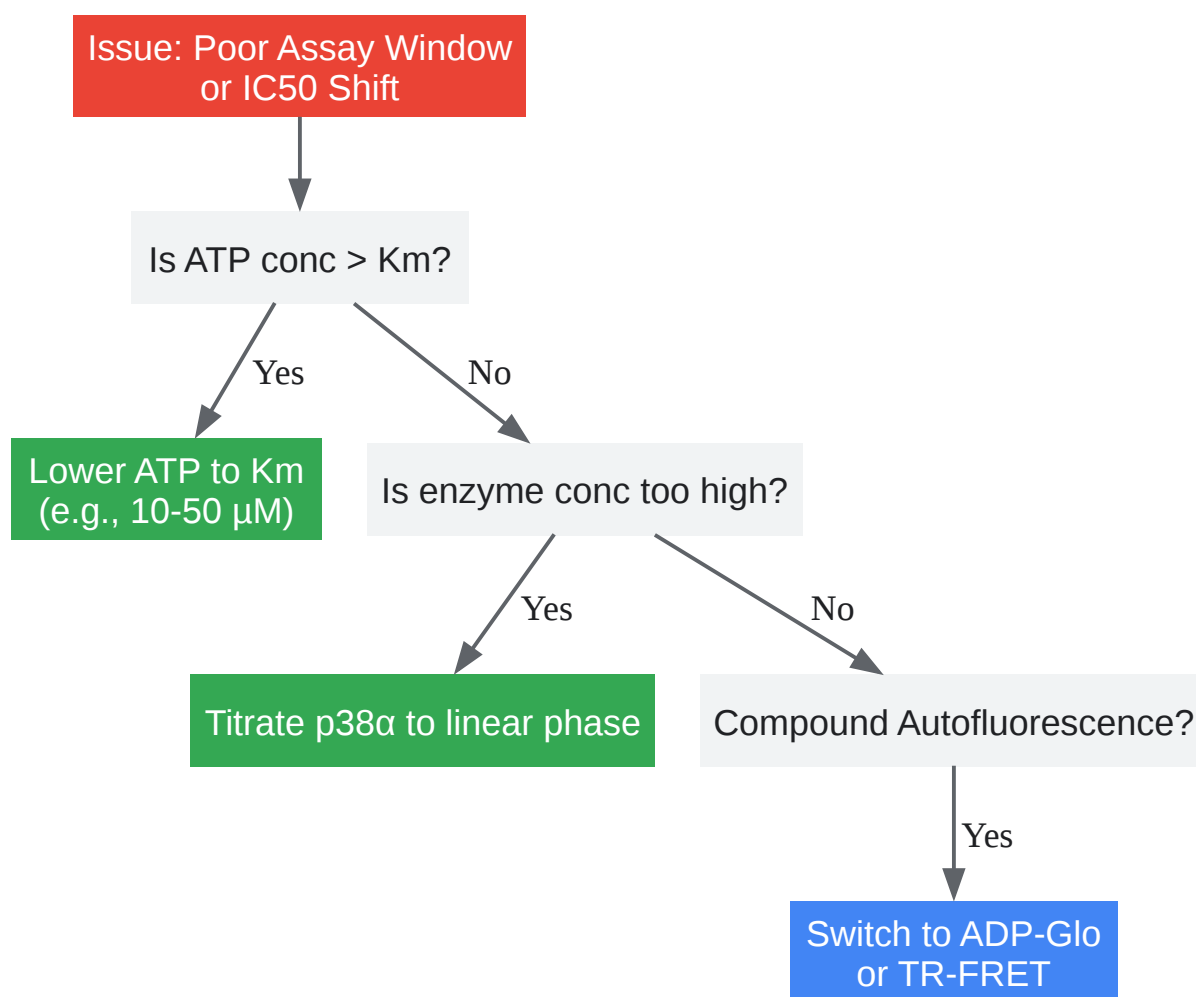 Issue: Poor Assay Window
or IC50 Shift
Is ATP conc > Km?
Yes
No
Lower ATP to Km
(e.g., 10-50 µM)
Is enzyme conc too high?
Yes
No
Titrate p38α to linear phase
Compound Autofluorescence?
Yes
Switch to ADP-Glo
or TR-FRET